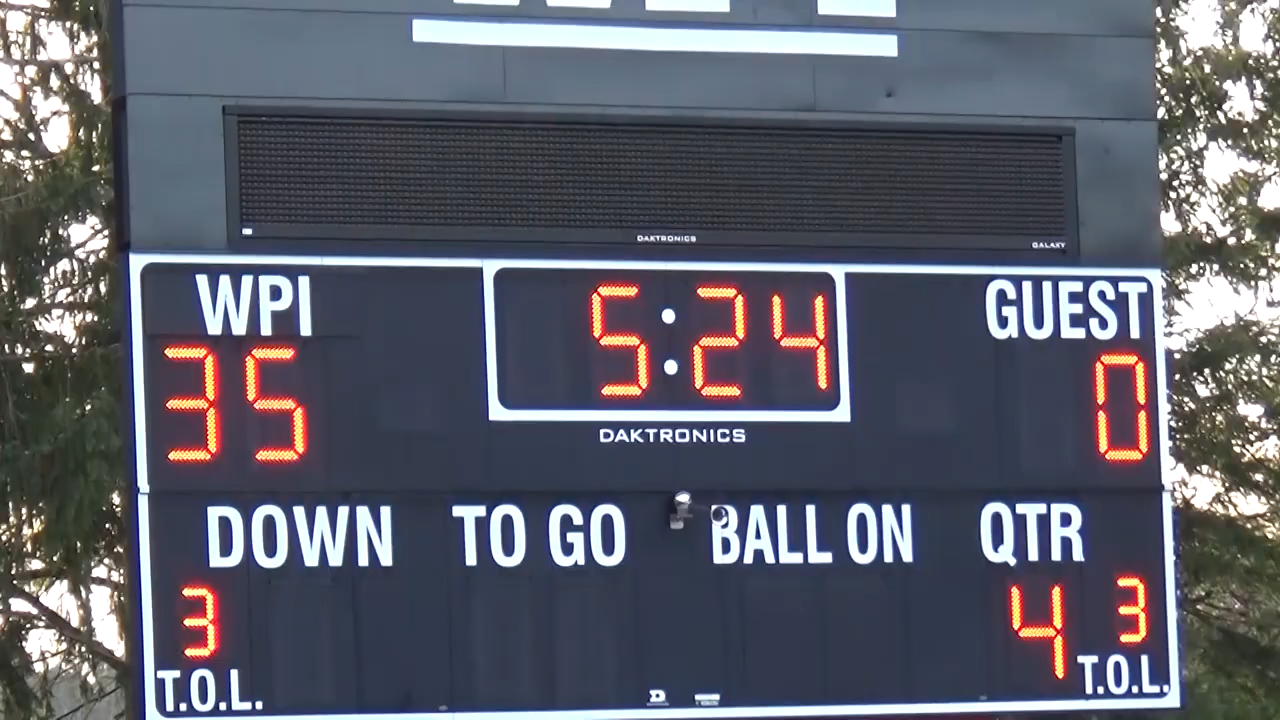 DAKTRONICS
GALAXY
WPI 5:24 GUEST
35 0
DAKTRONICS
DOWN TO GO BALL ON QTR
3 4 3
T.O.L. T.O.L.